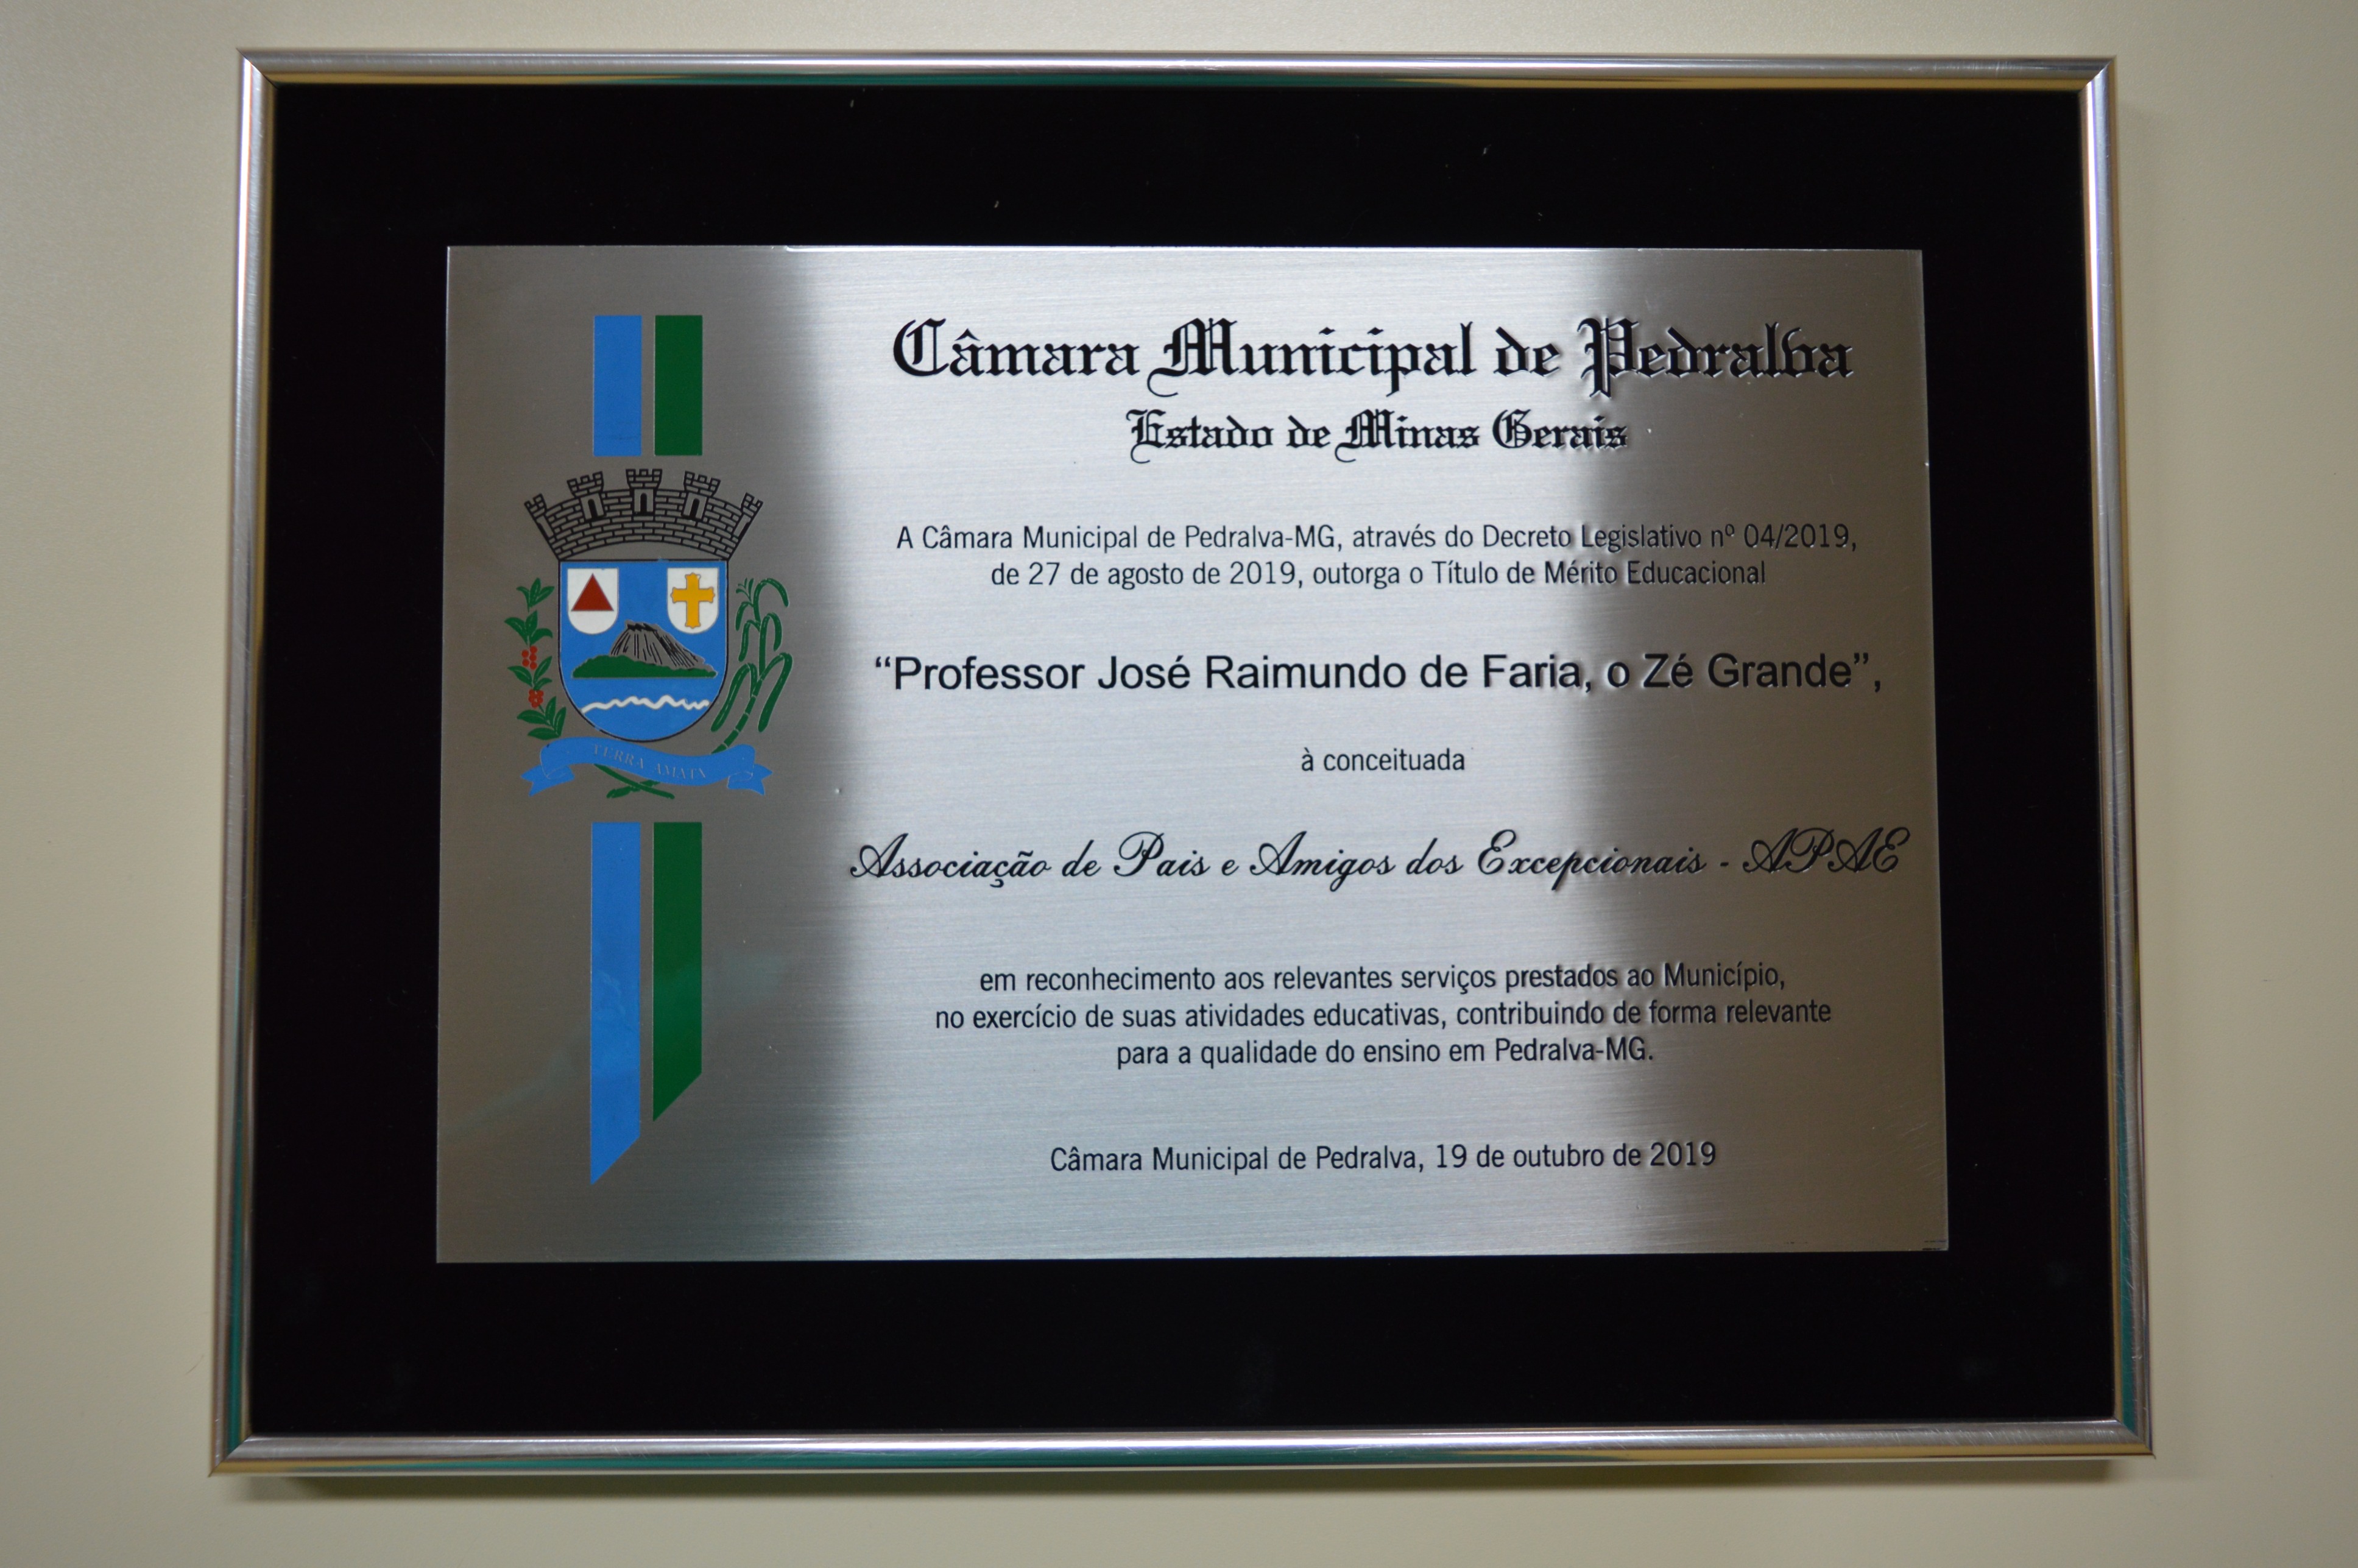 Câmara Municipal de Pedralva
Estado de Minas Gerais
A Câmara Municipal de Pedralva-MG, através do Decreto Legislativo nº 04/2019,
de 27 de agosto de 2019, outorga o Título de Mérito Educacional
“Professor José Raimundo de Faria, o Zé Grande”,
à conceituada
TERRA AMATA
Associação de Pais e Amigos dos Excepcionais - APAE
em reconhecimento aos relevantes serviços prestados ao Município,
no exercício de suas atividades educativas, contribuindo de forma relevante
para a qualidade do ensino em Pedralva-MG.
Câmara Municipal de Pedralva, 19 de outubro de 2019